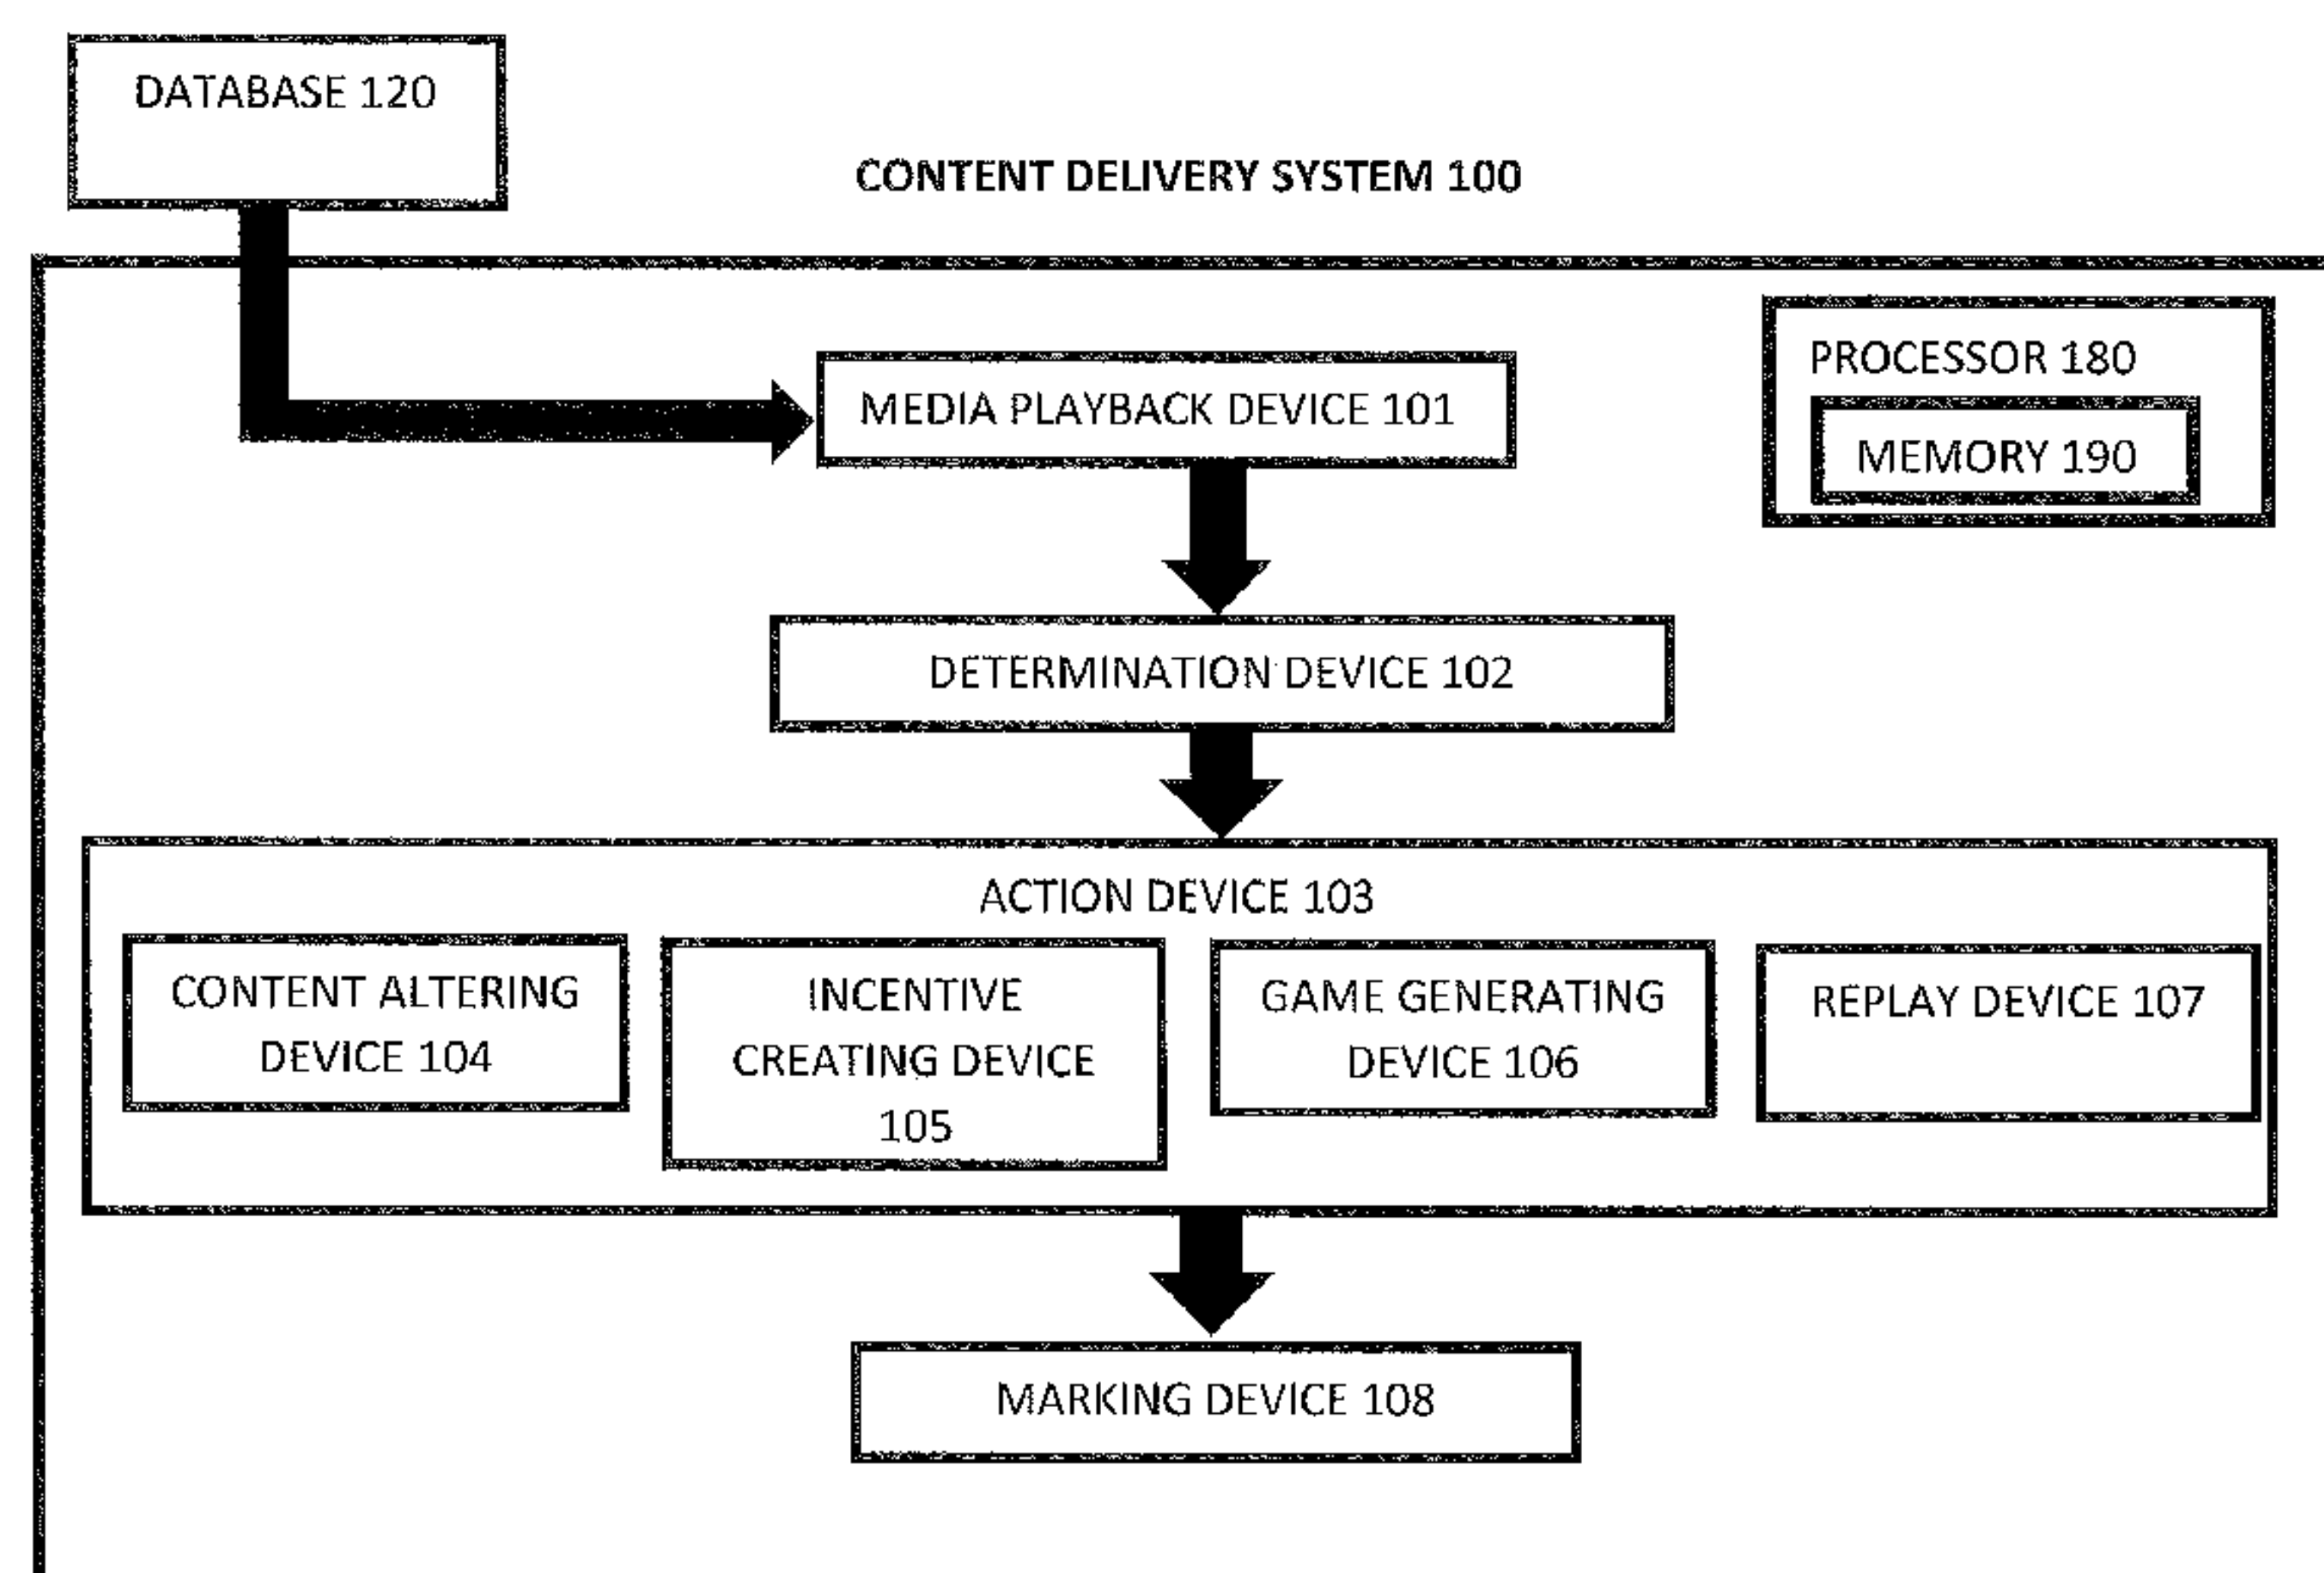 DATABASE 120
CONTENT DELIVERY SYSTEM 100
PROCESSOR 180
MEDIA PLAYBACK DEVICE 101
MEMORY 190
DETERMINATION DEVICE 102
ACTION DEVICE 103
CONTENT ALTERING
DEVICE 104
INCENTIVE
CREATING DEVICE
105
GAME GENERATING
DEVICE 106
REPLAY DEVICE 107
MARKING DEVICE 108